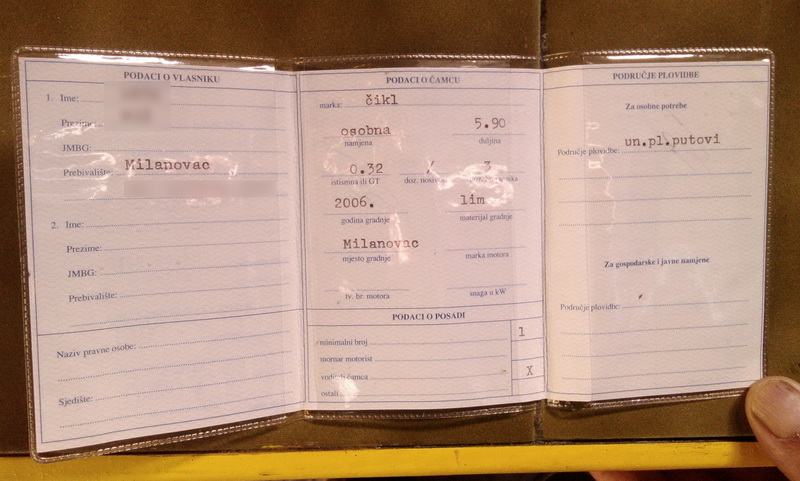 PODACI O VLASNIKU
1. Ime:
Prezime:
JMBG:
Prebivalište: Milanovac
2. Ime:
Prezime:
JMBG:
Prebivalište:
Naziv pravne osobe:
Sjedište:
PODACI O ČAMCU
marka: čikl
osobna 5.90
namjena duljina
0.32 / 3
istisnina ili GT doz.
2006. lim
godina gradnje materijal gradnje
Milanovac
mjesto gradnje marka motora
tv. br. motora snaga u kW
PODACI O POSADI
minimalni broj 1
mornar motorist
voditelj čamca X
ostali
PODRUČJE PLOVIDBE
Za osobne potrebe
Područje plovidbe: un.pl.putovi
Za gospodarske i javne namjene
Područje plovidbe: